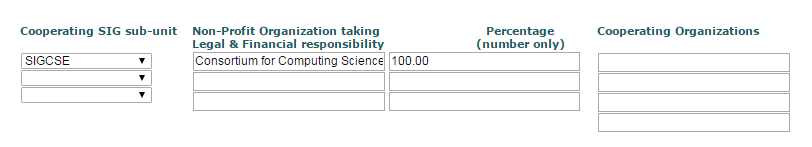 Cooperating SIG sub-unit
Non-Profit Organization taking
Legal & Financial responsibility
Percentage
(number only)
Cooperating Organizations
SIGCSE
Consortium for Computing Science
100.00